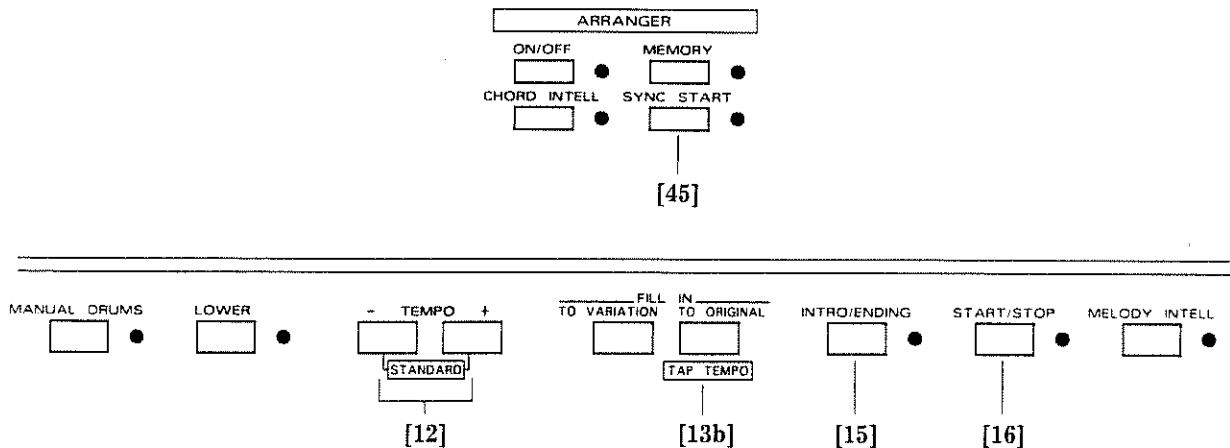 ARRANGER
ON/OFF MEMORY
CHORD INTELL SYNC START
[45]
FILL IN
MANUAL DRUMS LOWER - TEMPO + TO VARIATION TO ORIGINAL INTRO/ENDING START/STOP MELODY INTELL
STANDARD TAP TEMPO
[12] [13b] [15] [16]